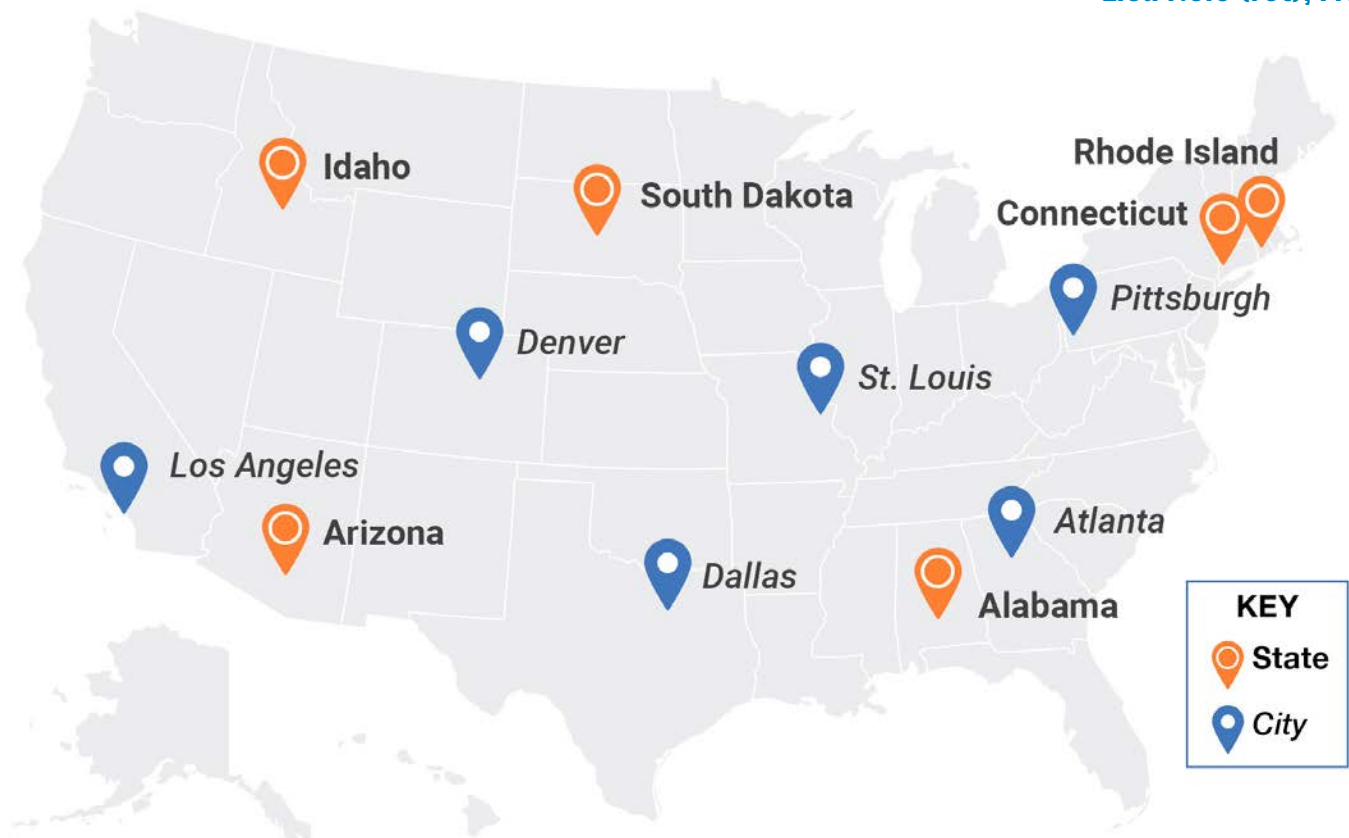 Rhode Island
Idaho
South Dakota
Connecticut
Pittsburgh
Denver
St. Louis
Los Angeles
Arizona
Atlanta
Dallas
Alabama
KEY
State
City